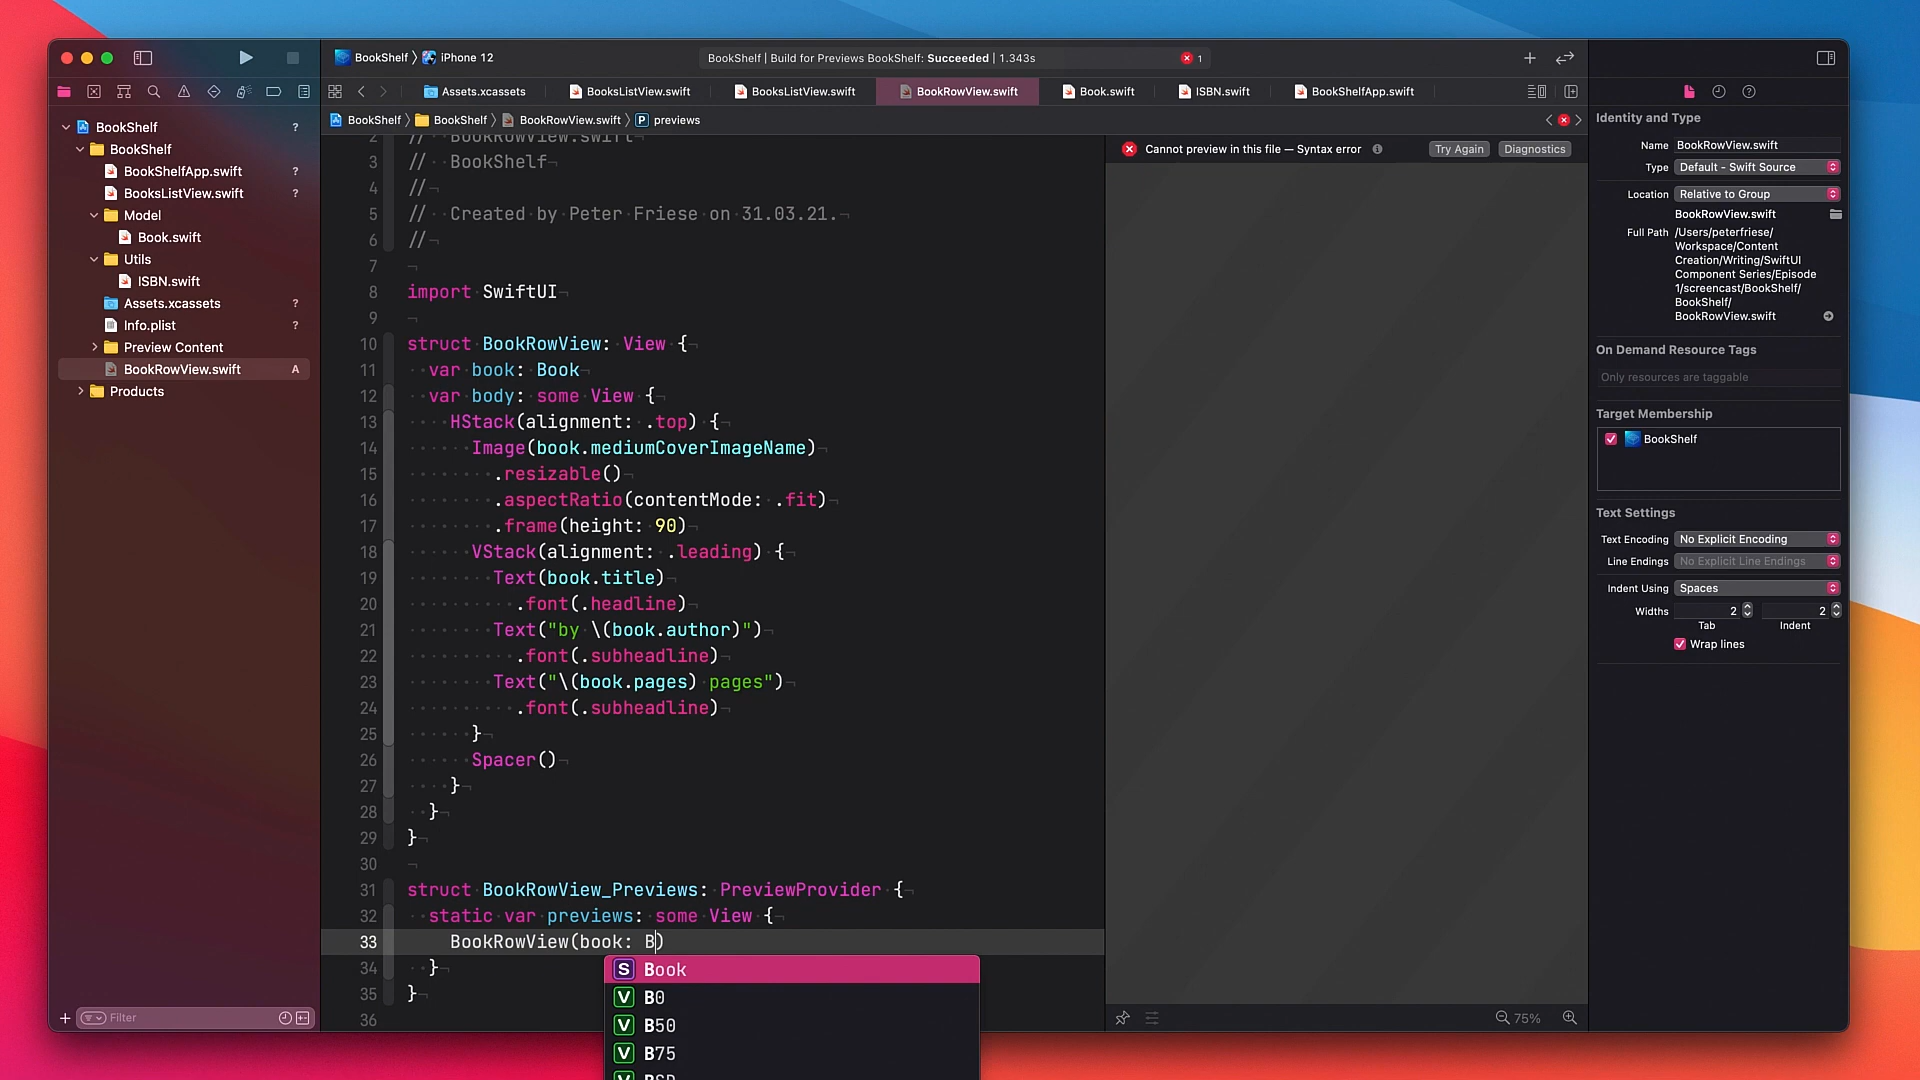 BookShelf 〉 iPhone 12
BookShelf | Build for Previews BookShelf: Succeeded | 1.343s
1
Assets.xcassets
BooksListView.swift
BooksListView.swift
BookRowView.swift
Book.swift
ISBN.swift
BookShelfApp.swift
BookShelf 〉 BookShelf 〉 BookRowView.swift 〉 P previews
BookShelf ?
BookShelf
BookShelfApp.swift ?
BooksListView.swift ?
Model
Book.swift
Utils
ISBN.swift
Assets.xcassets ?
Info.plist ?
Preview Content
BookRowView.swift A
Products
Filter
2 // BookRowView.swift
3 // BookShelf
4 //
5 // Created by Peter Friese on 31.03.21.
6 //
7
8 import SwiftUI
9
10 struct BookRowView: View {
11 var book: Book
12 var body: some View {
13 HStack(alignment: .top) {
14 Image(book.mediumCoverImageName)
15 .resizable()
16 .aspectRatio(contentMode: .fit)
17 .frame(height: 90)
18 VStack(alignment: .leading) {
19 Text(book.title)
20 .font(.headline)
21 Text("by \(book.author)")
22 .font(.subheadline)
23 Text("\(book.pages) pages")
24 .font(.subheadline)
25 }
26 Spacer()
27 }
28 }
29 }
30
31 struct BookRowView_Previews: PreviewProvider {
32 static var previews: some View {
33 BookRowView(book: B)
34 }
35 }
36
S Book
V B0
V B50
V B75
Cannot preview in this file — Syntax error
Try Again
Diagnostics
75%
Identity and Type
Name BookRowView.swift
Type Default - Swift Source
Location Relative to Group
BookRowView.swift
Full Path /Users/peterfriese/
Workspace/Content
Creation/Writing/SwiftUI
Component Series/Episode
1/screencast/BookShelf/
BookShelf/
BookRowView.swift
On Demand Resource Tags
Only resources are taggable
Target Membership
BookShelf
Text Settings
Text Encoding No Explicit Encoding
Line Endings No Explicit Line Endings
Indent Using Spaces
Widths 2 2
Tab Indent
Wrap lines